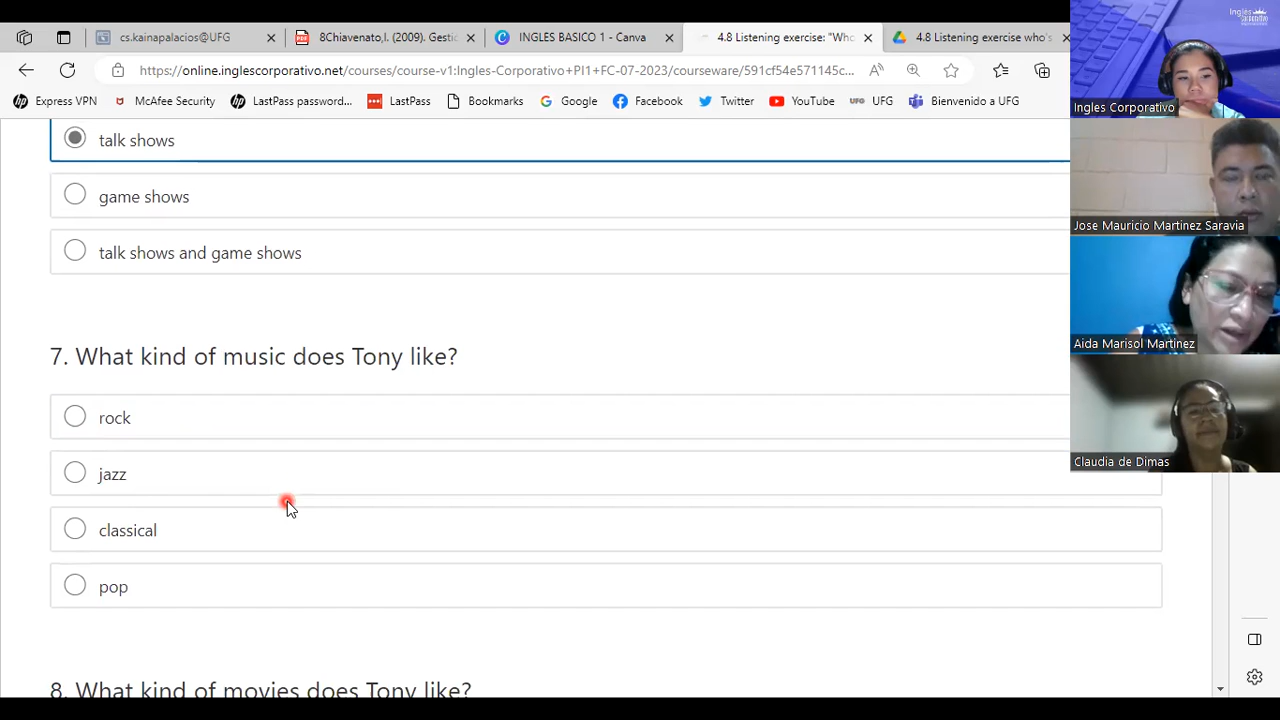 cs.kainapalacios@UFG
8Chiavenato,I. (2009). Gestic
INGLES BASICO 1 - Canva
4.8 Listening exercise: "Who
4.8 Listening exercise who's
https://online.inglescorporativo.net/courses/course-v1:Ingles-Corporativo+PI1+FC-07-2023/courseware/591cf54e571145c...
Express VPN
McAfee Security
LastPass password...
LastPass
Bookmarks
Google
Facebook
Twitter
YouTube
UFG
Bienvenido a UFG
Ingles Corporativo
Jose Mauricio Martinez Saravia
Aida Marisol Martinez
Claudia de Dimas
talk shows
game shows
talk shows and game shows
7. What kind of music does Tony like?
rock
jazz
classical
pop
8. What kind of movies does Tony like?